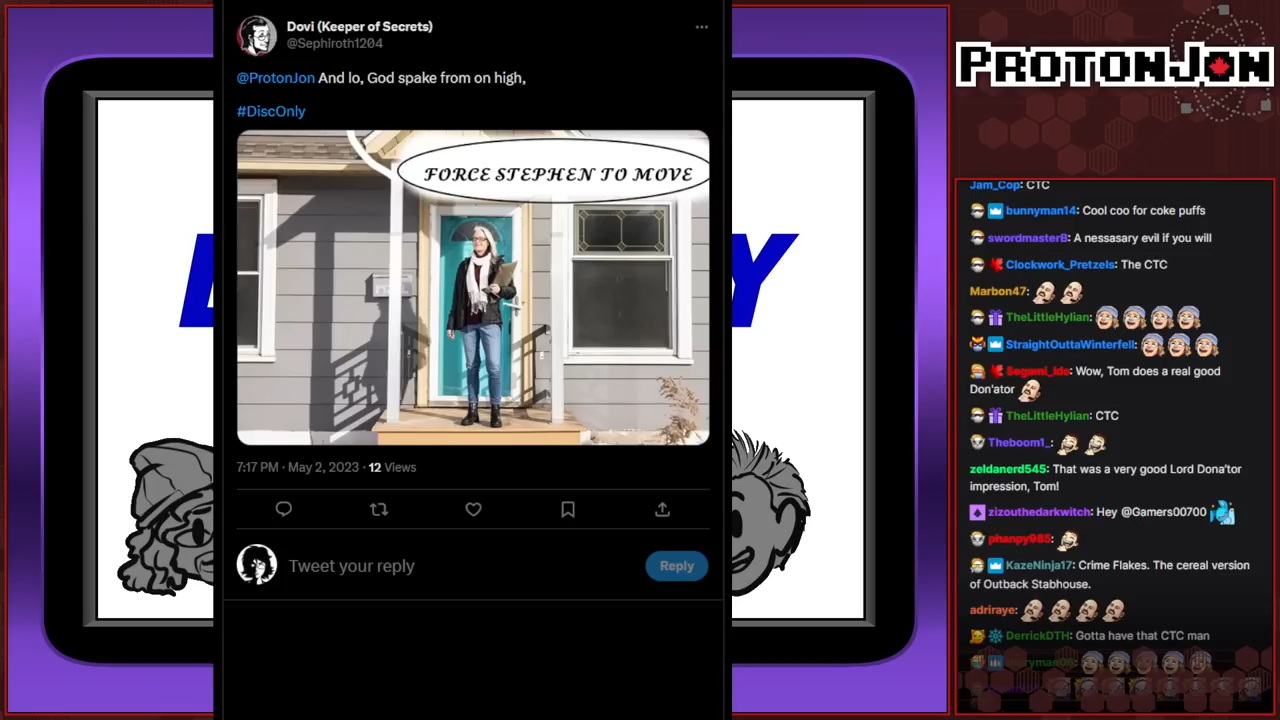 Dovi (Keeper of Secrets)
@Sephiroth1204
@ProtonJon And lo, God spake from on high,
#DiscOnly
FORCE STEPHEN TO MOVE
7:17 PM · May 2, 2023 · 12 Views
Tweet your reply
Reply
Y
PROTONJON
Jam_Cop: CTC
bunnyman14: Cool coo for coke puffs
swordmasterB: A nessasary evil if you will
Clockwork_Pretzels: The CTC
Marbon47:
TheLittleHylian:
StraightOuttaWinterfell:
Segami_Ido: Wow, Tom does a real good
Don'ator
TheLittleHylian: CTC
Theboom1_:
zeldanerd545: That was a very good Lord Dona'tor
impression, Tom!
zizouthedarkwitch: Hey @Gamers00700
phanpy985:
KazeNinja17: Crime Flakes. The cereal version
of Outback Stabhouse.
adriraye:
DerrickDTH: Gotta have that CTC man